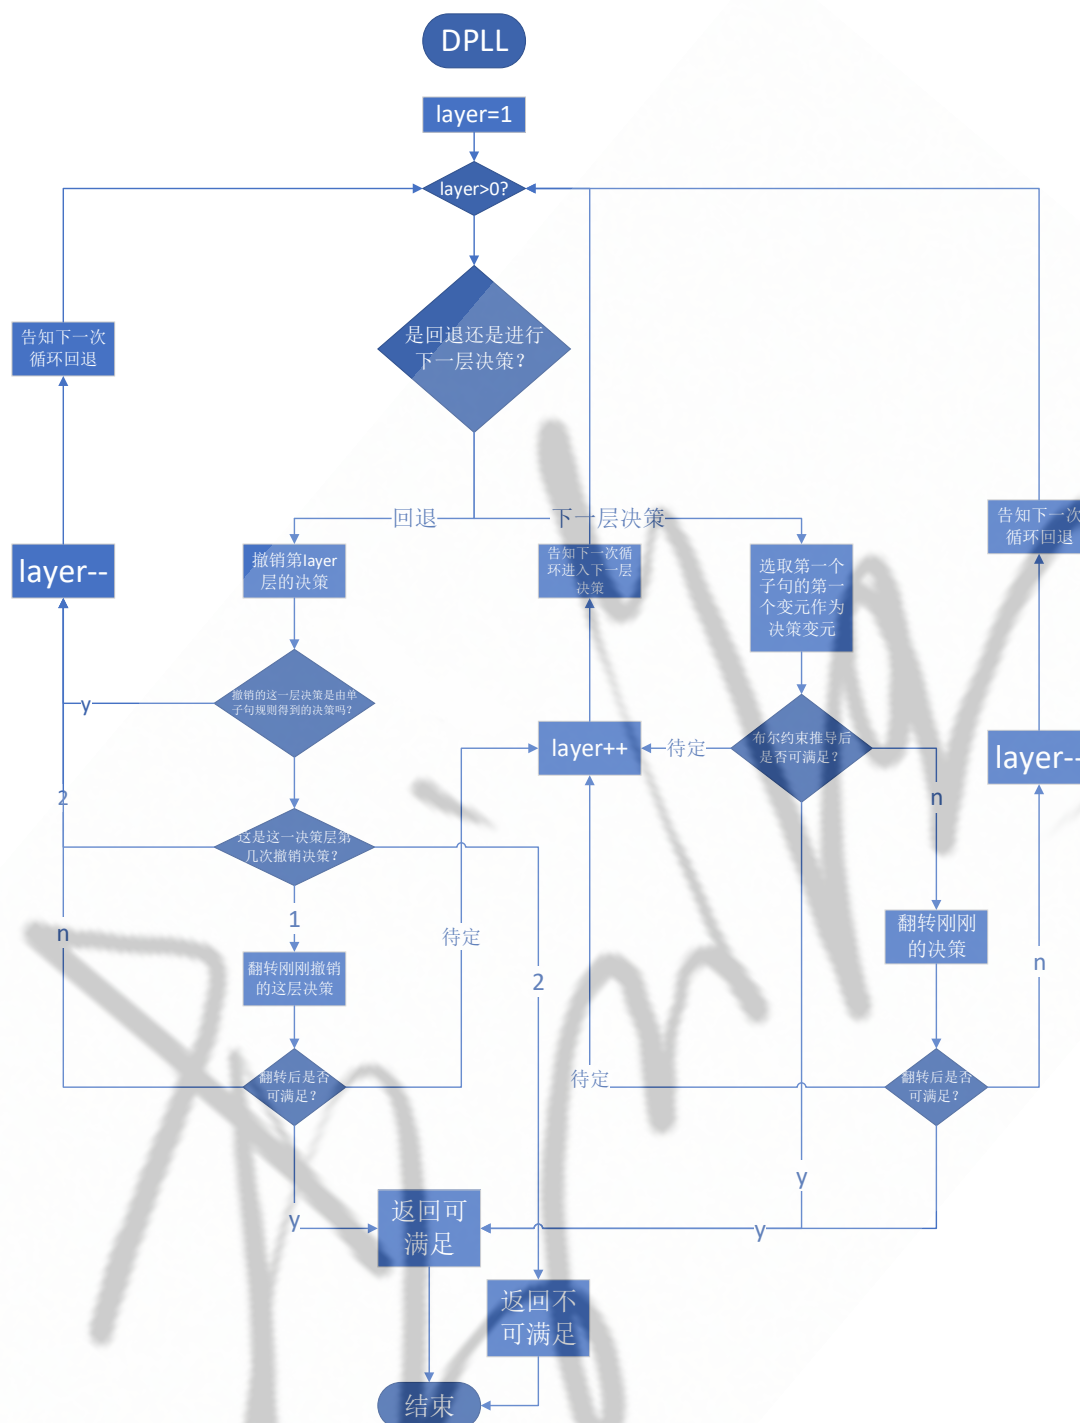 DPLL
layer=1
layer>0?
是回退还是进行
下一层决策？
告知下一次
循环回退
回退
下一层决策
layer--
撤销第layer
层的决策
告知下一次循
环进入下一层
决策
选取第一个
子句的第一
个变元作为
决策变元
告知下一次
循环回退
撤销的这一层决策是由单
子句规则得到的决策吗？
y
layer++
待定
布尔约束推导后
是否可满足？
layer--
2
n
这是这一决策层第
几次撤销决策？
1
n
待定
翻转刚刚
的决策
翻转刚刚撤销
的这层决策
2
n
翻转后是否
可满足？
待定
翻转后是否
可满足？
y
y
y
返回可
满足
返回不
可满足
结束